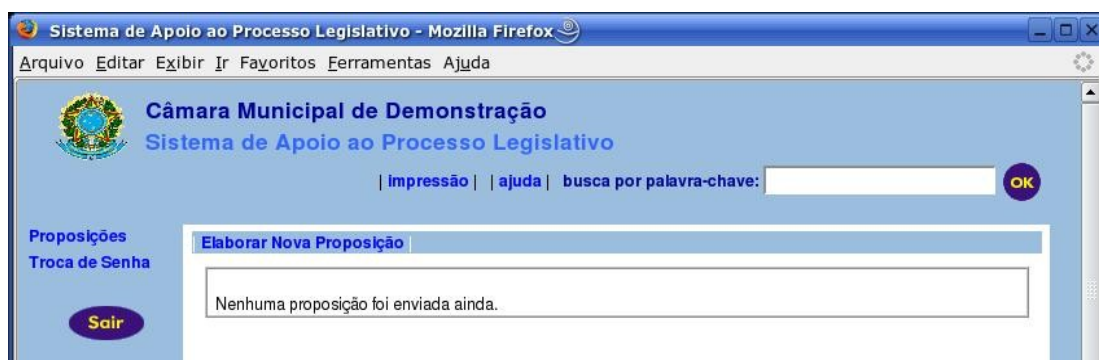 Sistema de Apoio ao Processo Legislativo - Mozilla Firefox
Arquivo Editar Exibir Ir Favoritos Ferramentas Ajuda
Câmara Municipal de Demonstração
Sistema de Apoio ao Processo Legislativo
| impressão | | ajuda | busca por palavra-chave: OK
Proposições
Troca de Senha
Sair
| Elaborar Nova Proposição |
Nenhuma proposição foi enviada ainda.